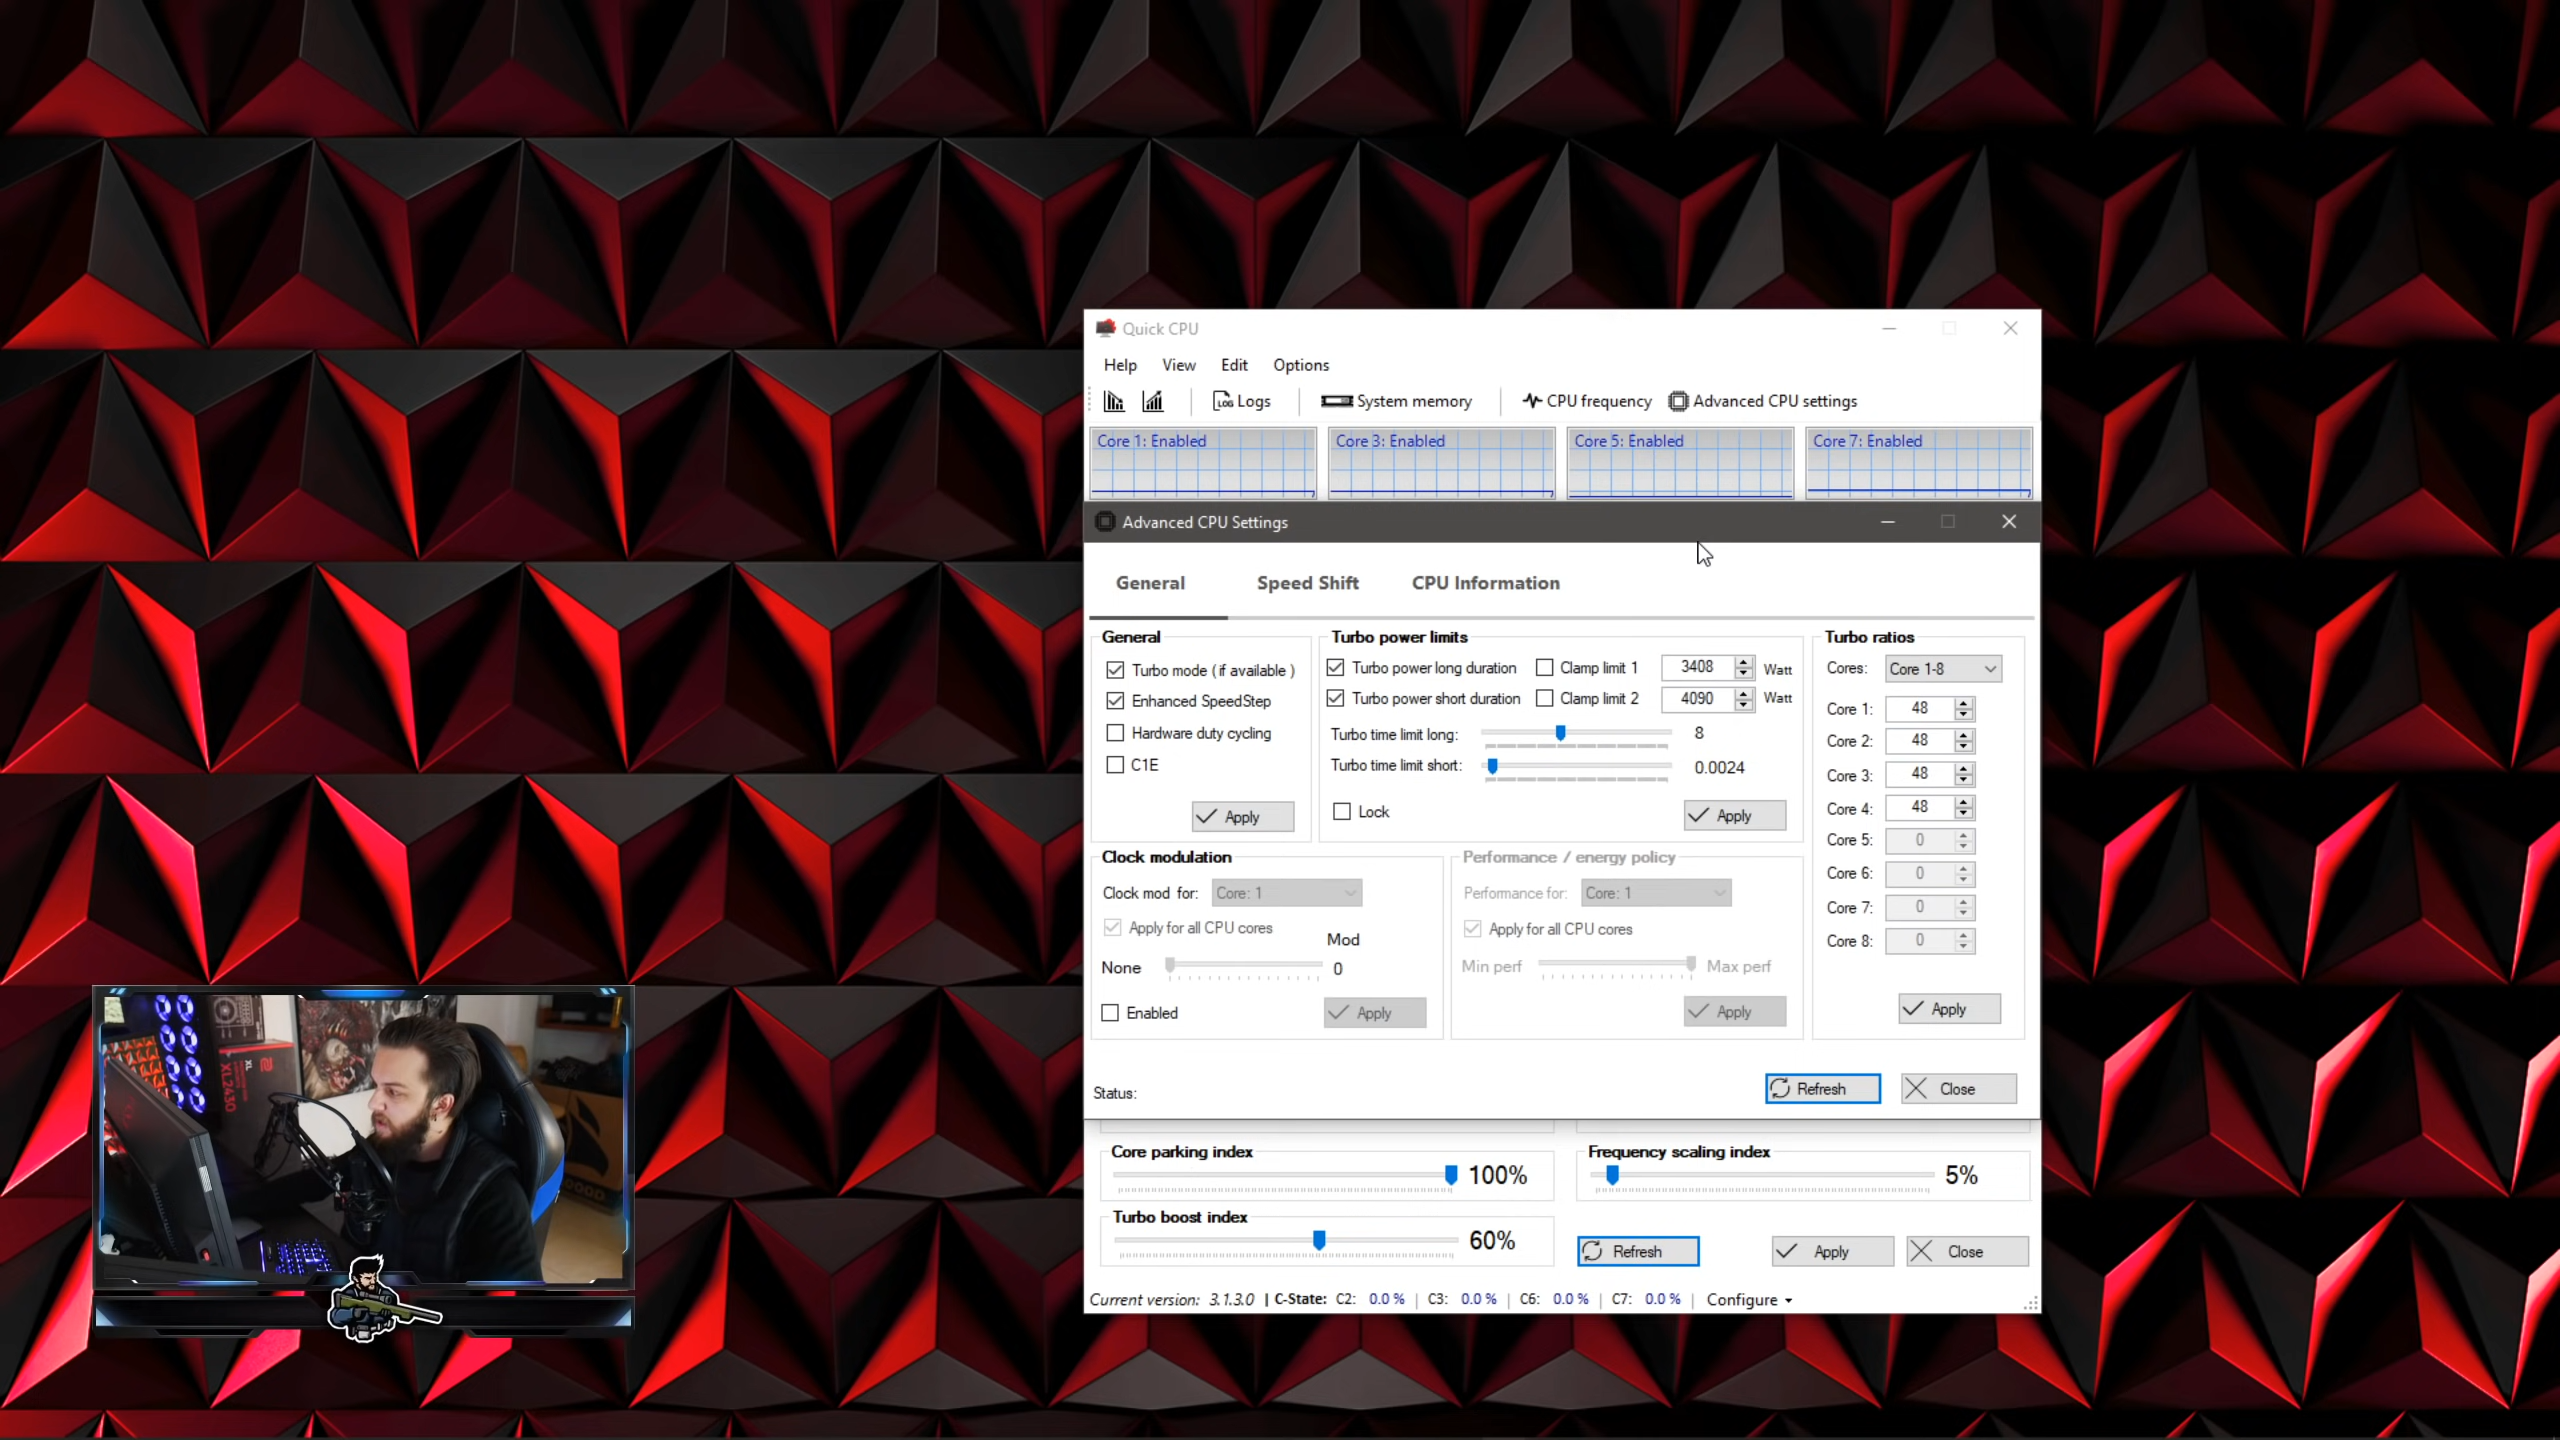 Quick CPU
Help View Edit Options
LOG Logs System memory CPU frequency Advanced CPU settings
Core 1: Enabled Core 3: Enabled Core 5: Enabled Core 7: Enabled
Advanced CPU Settings
General Speed Shift CPU Information
General
Turbo mode ( if available )
Enhanced SpeedStep
Hardware duty cycling
C1E
Apply
Turbo power limits
Turbo power long duration Clamp limit 1 3408 Watt
Turbo power short duration Clamp limit 2 4090 Watt
Turbo time limit long: 8
Turbo time limit short: 0.0024
Lock Apply
Turbo ratios
Cores: Core 1-8
Core 1: 48
Core 2: 48
Core 3: 48
Core 4: 48
Core 5: 0
Core 6: 0
Core 7: 0
Core 8: 0
Apply
Clock modulation
Clock mod for: Core: 1
Apply for all CPU cores
Mod
None 0
Enabled Apply
Performance / energy policy
Performance for: Core: 1
Apply for all CPU cores
Min perf Max perf
Apply
Status: Refresh Close
Core parking index
100%
Frequency scaling index
5%
Turbo boost index
60%
Refresh Apply Close
Current version: 3.1.3.0 | C-State: C2: 0.0 % | C3: 0.0 % | C6: 0.0 % | C7: 0.0 % | Configure
XL2430
XL